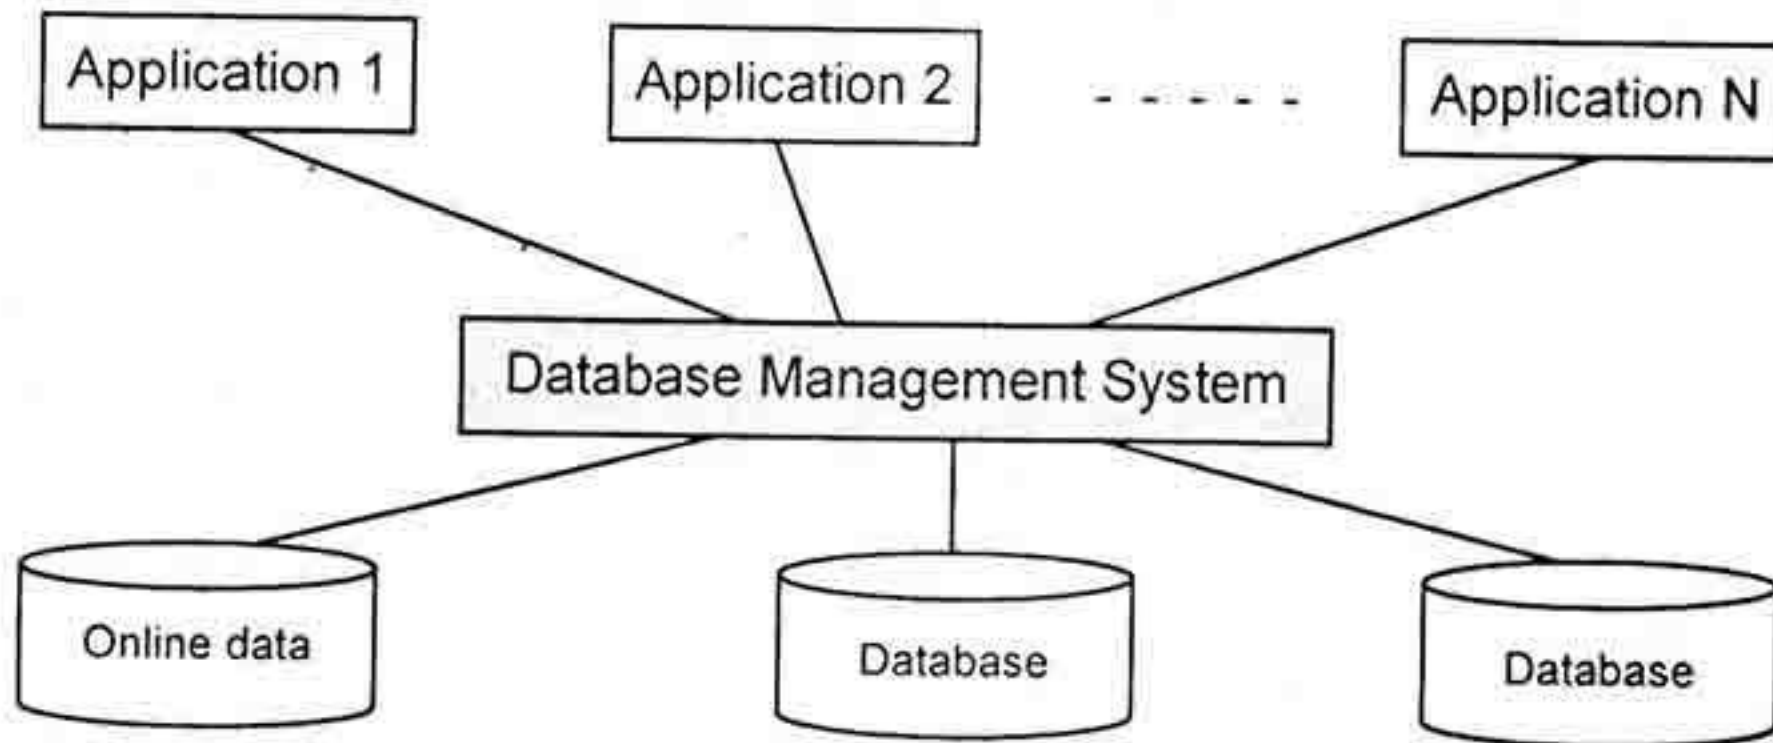 Application 1
Application 2
Application N
Database Management System
Online data
Database
Database